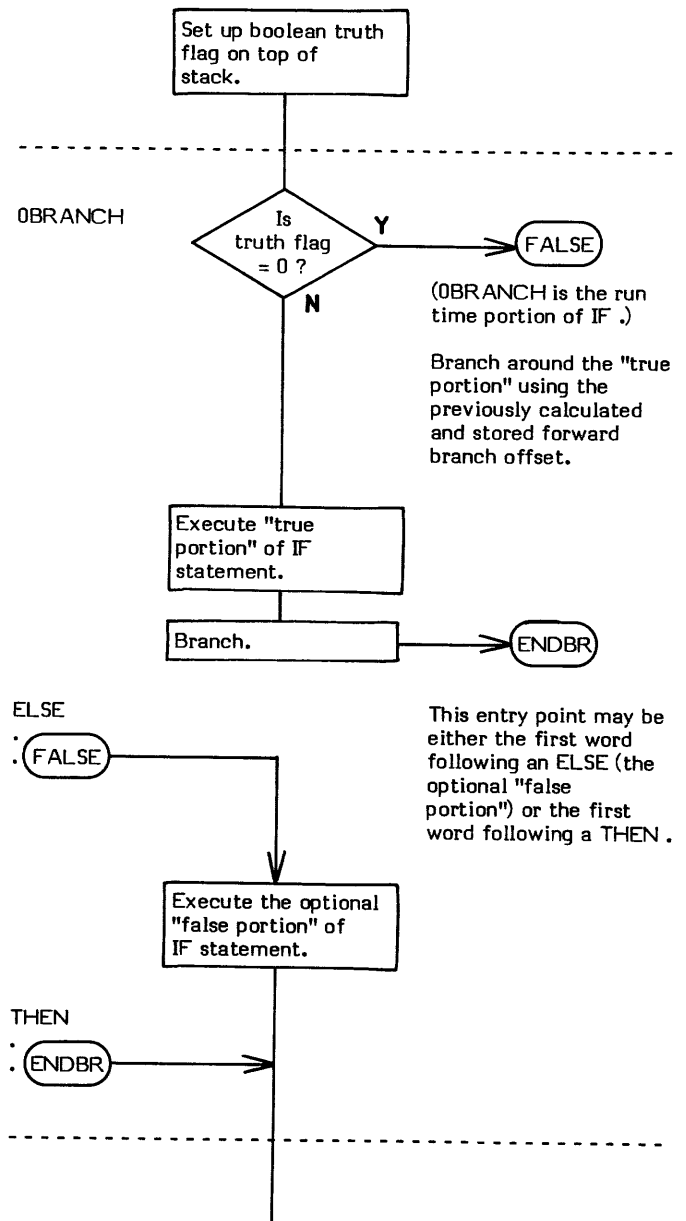 Set up boolean truth
flag on top of
stack.
0BRANCH
Is
truth flag
= 0 ?
Y
N
FALSE
(0BRANCH is the run
time portion of IF .)
Branch around the "true
portion" using the
previously calculated
and stored forward
branch offset.
Execute "true
portion" of IF
statement.
Branch.
ENDBR
ELSE
: FALSE
This entry point may be
either the first word
following an ELSE (the
optional "false
portion") or the first
word following a THEN .
Execute the optional
"false portion" of
IF statement.
THEN
: ENDBR